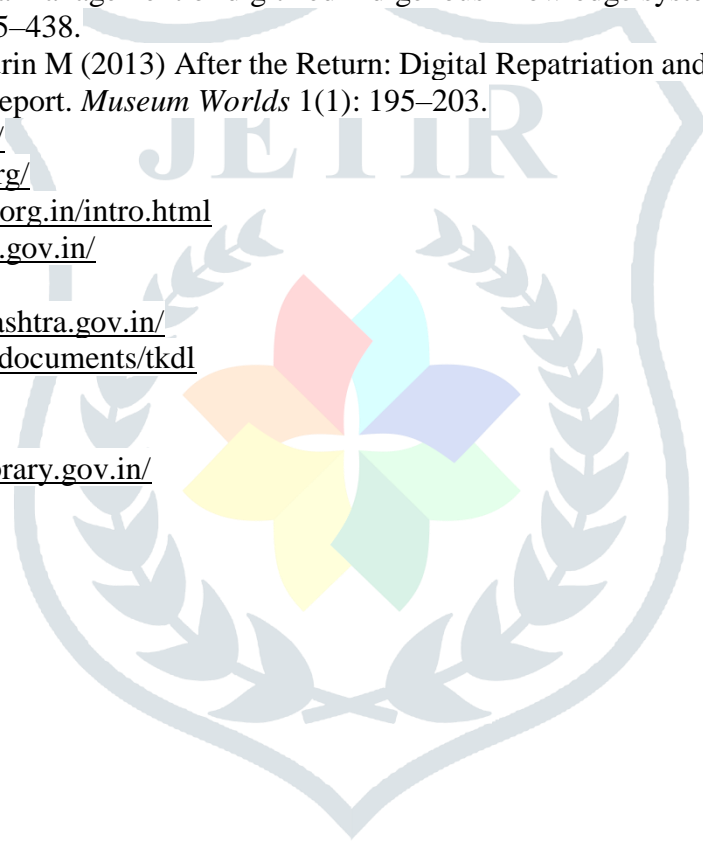 5–438.
rin M (2013) After the Return: Digital Repatriation and
eport. Museum Worlds 1(1): 195–203.
/
rg/
org.in/intro.html
.gov.in/
ashtra.gov.in/
documents/tkdl
rary.gov.in/
JETIR